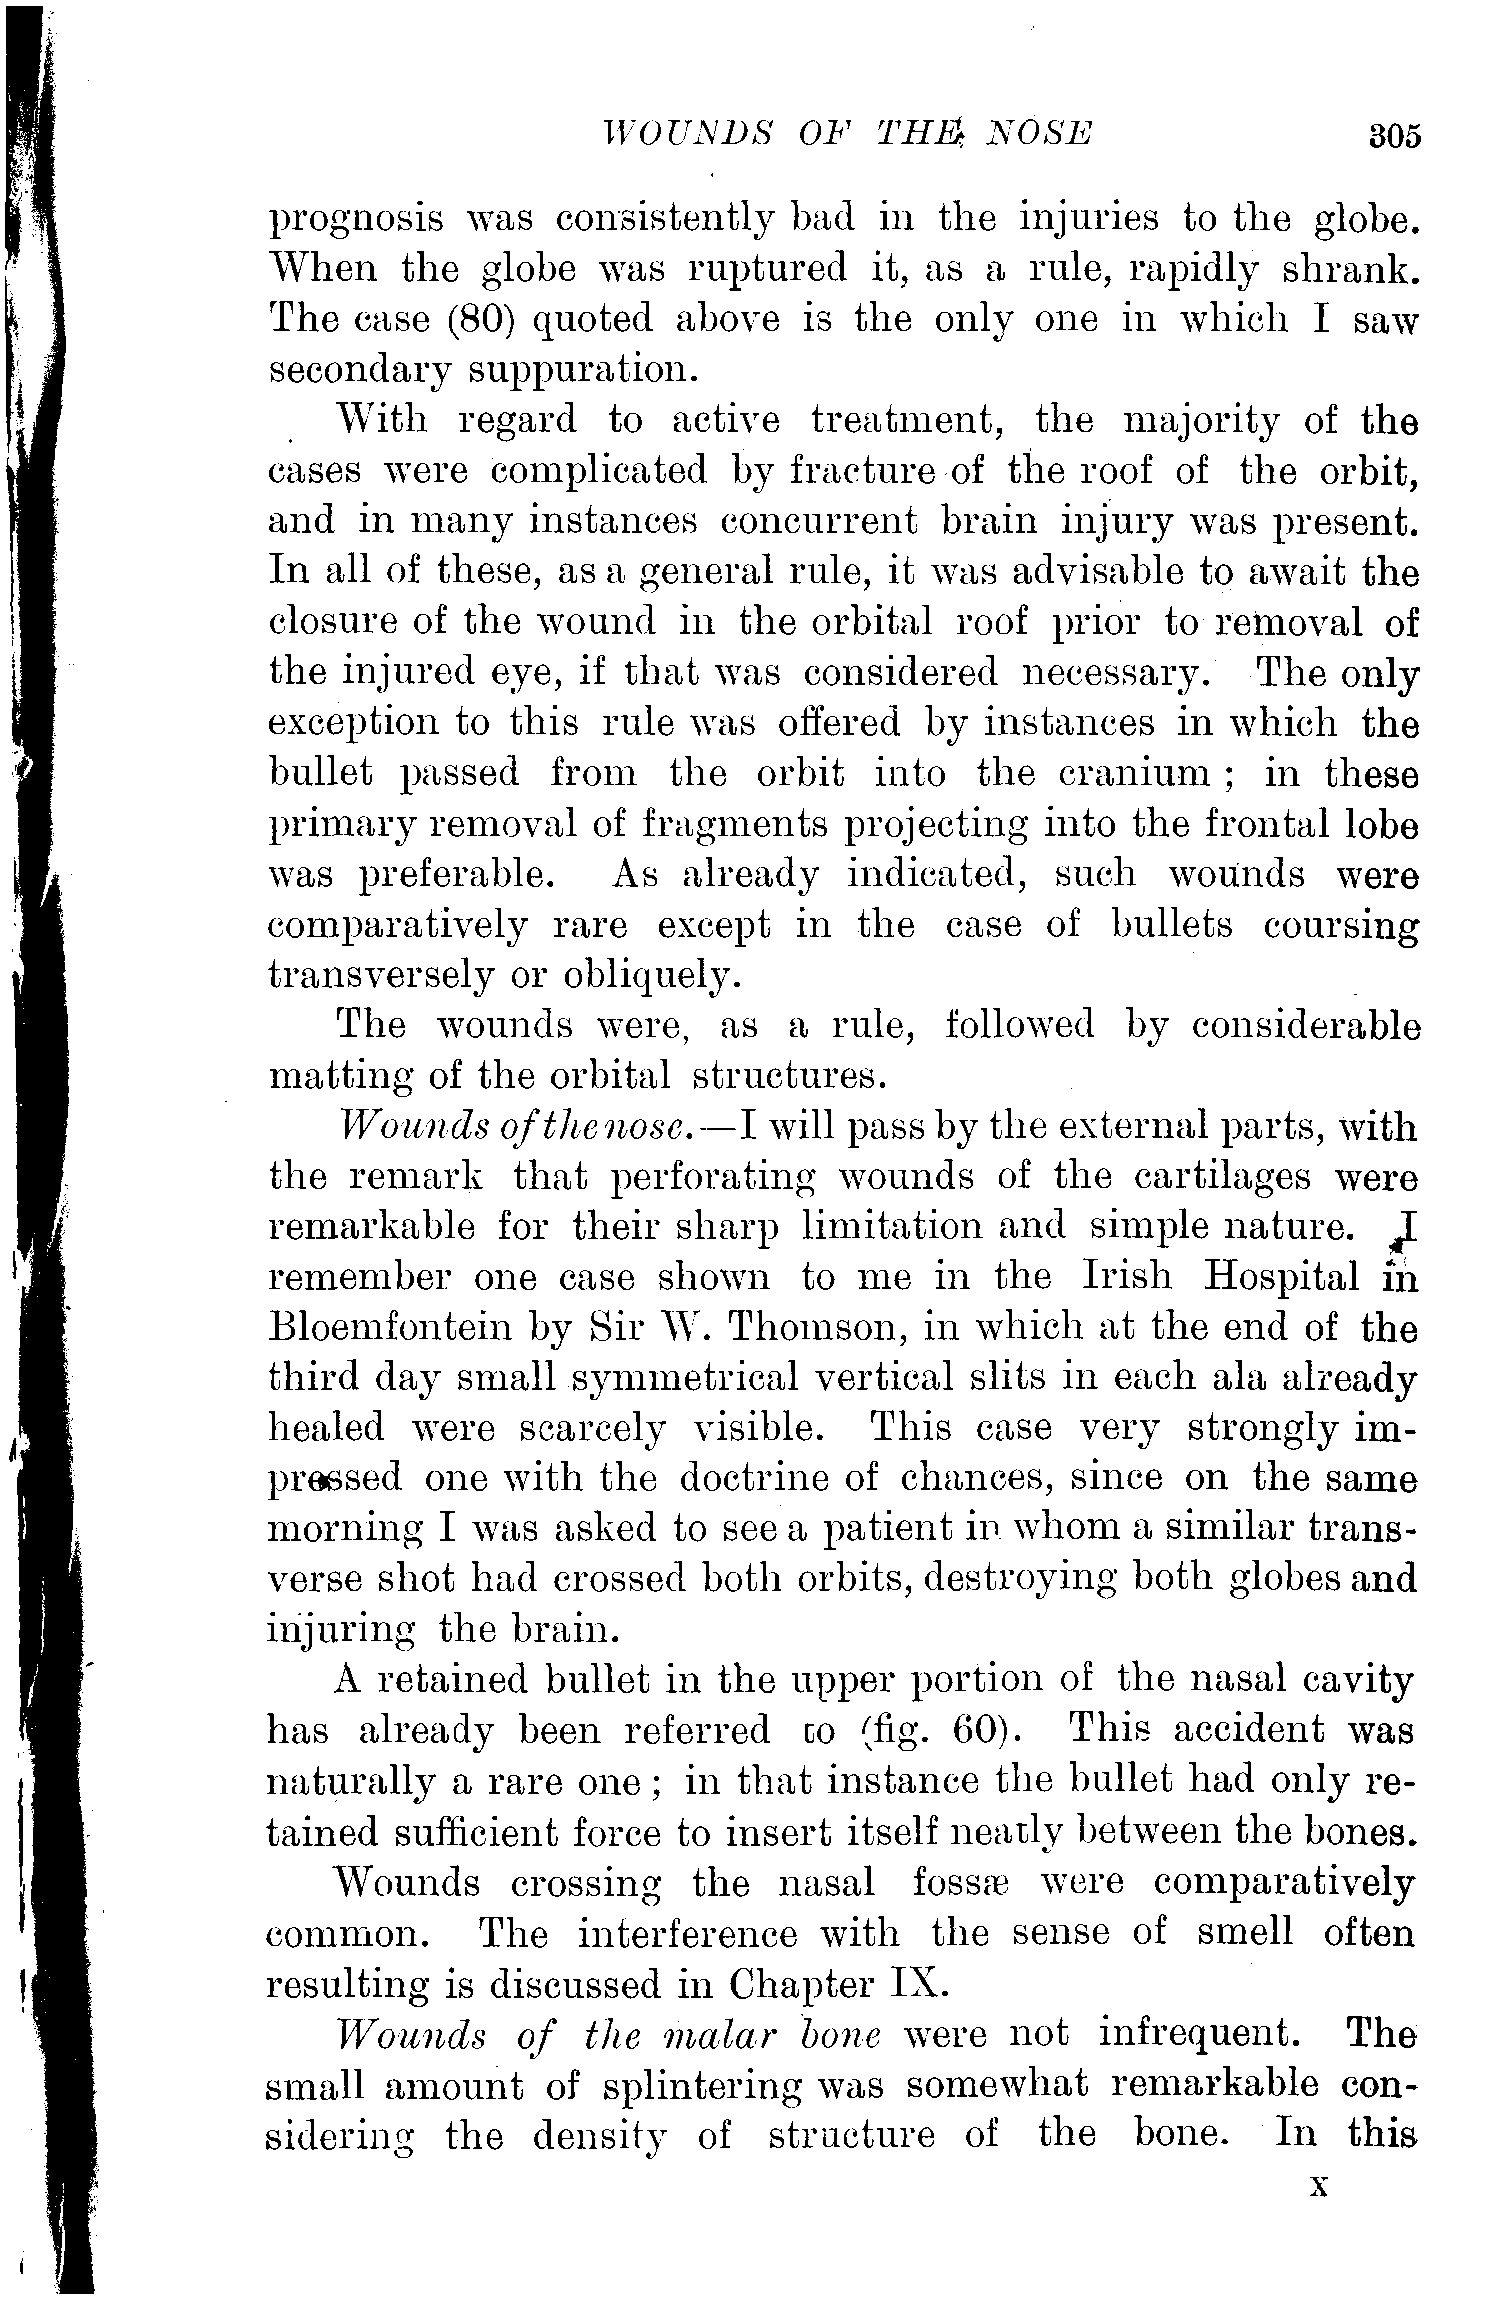 WOUNDS OF THE NOSE 305
prognosis was consistently bad in the injuries to the globe.
When the globe was ruptured it, as a rule, rapidly shrank.
The case (80) quoted above is the only one in which I saw
secondary suppuration.
With regard to active treatment, the majority of the
cases were complicated by fracture of the roof of the orbit,
and in many instances concurrent brain injury was present.
In all of these, as a general rule, it was advisable to await the
closure of the wound in the orbital roof prior to removal of
the injured eye, if that was considered necessary. The only
exception to this rule was offered by instances in which the
bullet passed from the orbit into the cranium ; in these
primary removal of fragments projecting into the frontal lobe
was preferable. As already indicated, such wounds were
comparatively rare except in the case of bullets coursing
transversely or obliquely.
The wounds were, as a rule, followed by considerable
matting of the orbital structures.
Wounds of the nose.—I will pass by the external parts, with
the remark that perforating wounds of the cartilages were
remarkable for their sharp limitation and simple nature. I
remember one case shown to me in the Irish Hospital in
Bloemfontein by Sir W. Thomson, in which at the end of the
third day small symmetrical vertical slits in each ala already
healed were scarcely visible. This case very strongly im-
pressed one with the doctrine of chances, since on the same
morning I was asked to see a patient in whom a similar trans-
verse shot had crossed both orbits, destroying both globes and
injuring the brain.
A retained bullet in the upper portion of the nasal cavity
has already been referred to (fig. 60). This accident was
naturally a rare one ; in that instance the bullet had only re-
tained sufficient force to insert itself neatly between the bones.
Wounds crossing the nasal fossæ were comparatively
common. The interference with the sense of smell often
resulting is discussed in Chapter IX.
Wounds of the malar bone were not infrequent. The
small amount of splintering was somewhat remarkable con-
sidering the density of structure of the bone. In this
X